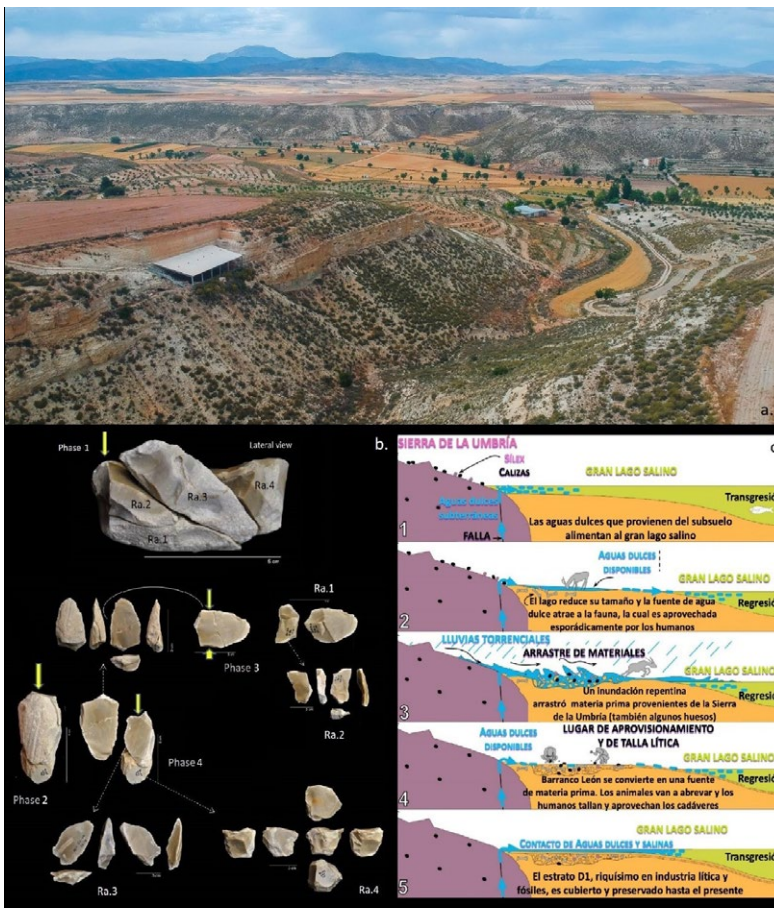 a.
b.
Phase 1
Lateral view
Ra.2
Ra.3
Ra.4
Ra.1
Ra.1
Phase 3
Ra.2
Phase 2
Phase 4
Ra.3
Ra.4
SIERRA DE LA UMBRÍA
SÍLEX
CALIZAS
GRAN LAGO SALINO
Aguas dulces
subterráneas
Transgresió
FALLA
1
Las aguas dulces que provienen del subsuelo
alimentan al gran lago salino
AGUAS DULCES
DISPONIBLES
GRAN LAGO SALINO
Regresió
2
El lago reduce su tamaño y la fuente de agua
dulce atrae a la fauna, la cual es aprovechada
esporádicamente por los humanos
LLUVIAS TORRENCIALES
ARRASTRE DE MATERIALES
GRAN LAGO SALINO
Regresió
3
Un inundación repentina
arrastró materia prima provenientes de la Sierra
de la Umbría (también algunos huesos)
AGUAS DULCES
DISPONIBLES
LUGAR DE APROVISIONAMIENTO
Y DE TALLA LÍTICA
GRAN LAGO SALINO
Regresió
4
Barranco León se convierte en una fuente
de materia prima. Los animales van a abrevar y los
humanos tallan y aprovechan los cadáveres
GRAN LAGO SALINO
CONTACTO DE AGUAS DULCES Y SALINAS
Transgresió
5
El estrato D1, riquísimo en industria lítica y
fósiles, es cubierto y preservado hasta el presente